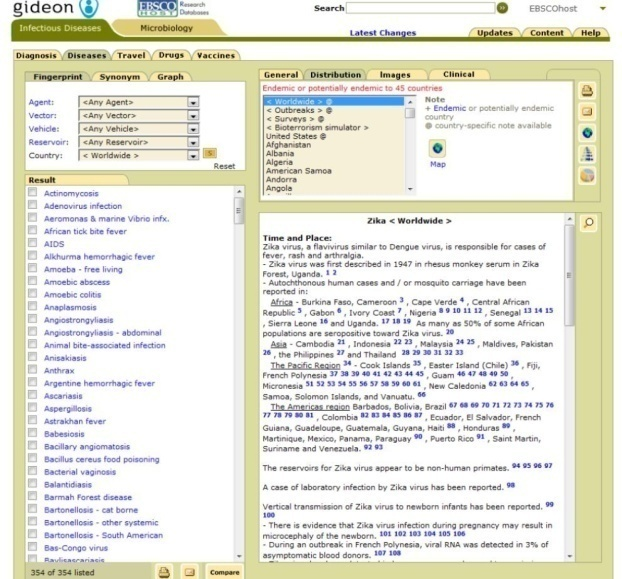 gideon
EBSCO HOST Research Databases
Search
EBSCOhost
Infectious Diseases
Microbiology
Latest Changes
Updates
Content
Help
Diagnosis
Diseases
Travel
Drugs
Vaccines
Fingerprint
Synonym
Graph
Agent: <Any Agent>
Vector: <Any Vector>
Vehicle: <Any Vehicle>
Reservoir: <Any Reservoir>
Country: < Worldwide >
Reset
Result
Actinomycosis
Adenovirus infection
Aeromonas & marine Vibrio infx.
African tick bite fever
AIDS
Alkhurma hemorrhagic fever
Amoeba - free living
Amoebic abscess
Amoebic colitis
Anaplasmosis
Angiostrongyliasis
Angiostrongyliasis - abdominal
Animal bite-associated infection
Anisakiasis
Anthrax
Argentine hemorrhagic fever
Ascariasis
Aspergillosis
Astrakhan fever
Babesiosis
Bacillary angiomatosis
Bacillus cereus food poisoning
Bacterial vaginosis
Balantidiasis
Barmah Forest disease
Bartonellosis - cat borne
Bartonellosis - other systemic
Bartonellosis - South American
Bas-Congo virus
Baylisascariasis
354 of 354 listed
Compare
General
Distribution
Images
Clinical
Endemic or potentially endemic to 45 countries
< Worldwide > @
< Outbreaks > @
< Surveys > @
< Bioterrorism simulator >
United States @
Afghanistan
Albania
Algeria
American Samoa
Andorra
Angola
Note
+ Endemic or potentially endemic
country
@ country-specific note available
Map
Zika < Worldwide >
Time and Place:
Zika virus, a flavivirus similar to Dengue virus, is responsible for cases of
fever, rash and arthralgia.
- Zika virus was first described in 1947 in rhesus monkey serum in Zika
Forest, Uganda. 1 2
- Autochthonous human cases and / or mosquito carriage have been
reported in:
Africa - Burkina Faso, Cameroon 3 , Cape Verde 4 , Central African
Republic 5 , Gabon 6 , Ivory Coast 7 , Nigeria 8 9 10 11 12 , Senegal 13 14 15
, Sierra Leone 16 and Uganda. 17 18 19 As many as 50% of some African
populations are seropositive toward Zika virus. 20
Asia - Cambodia 21 , Indonesia 22 23 , Malaysia 24 25 , Maldives, Pakistan
26 , the Philippines 27 and Thailand 28 29 30 31 32 33
The Pacific Region 34 - Cook Islands 35 , Easter Island (Chile) 36 , Fiji,
French Polynesia 37 38 39 40 41 42 43 44 45 , Guam 46 47 48 49 50 ,
Micronesia 51 52 53 54 55 56 57 58 59 60 61 , New Caledonia 62 63 64 65 ,
Samoa, Solomon Islands, and Vanuatu. 66
The Americas region Barbados, Bolivia, Brazil 67 68 69 70 71 72 73 74 75 76
77 78 79 80 81 , Colombia 82 83 84 85 86 87 , Ecuador, El Salvador, French
Guiana, Guadeloupe, Guatemala, Guyana, Haiti 88 , Honduras 89 ,
Martinique, Mexico, Panama, Paraguay 90 , Puerto Rico 91 , Saint Martin,
Suriname and Venezuela. 92 93
The reservoirs for Zika virus appear to be non-human primates. 94 95 96 97
A case of laboratory infection by Zika virus has been reported. 98
Vertical transmission of Zika virus to newborn infants has been reported. 99
100
- There is evidence that Zika virus infection during pregnancy may result in
microcephaly of the newborn. 101 102 103 104 105 106
- During an outbreak in French Polynesia, viral RNA was detected in 3% of
asymptomatic blood donors. 107 108